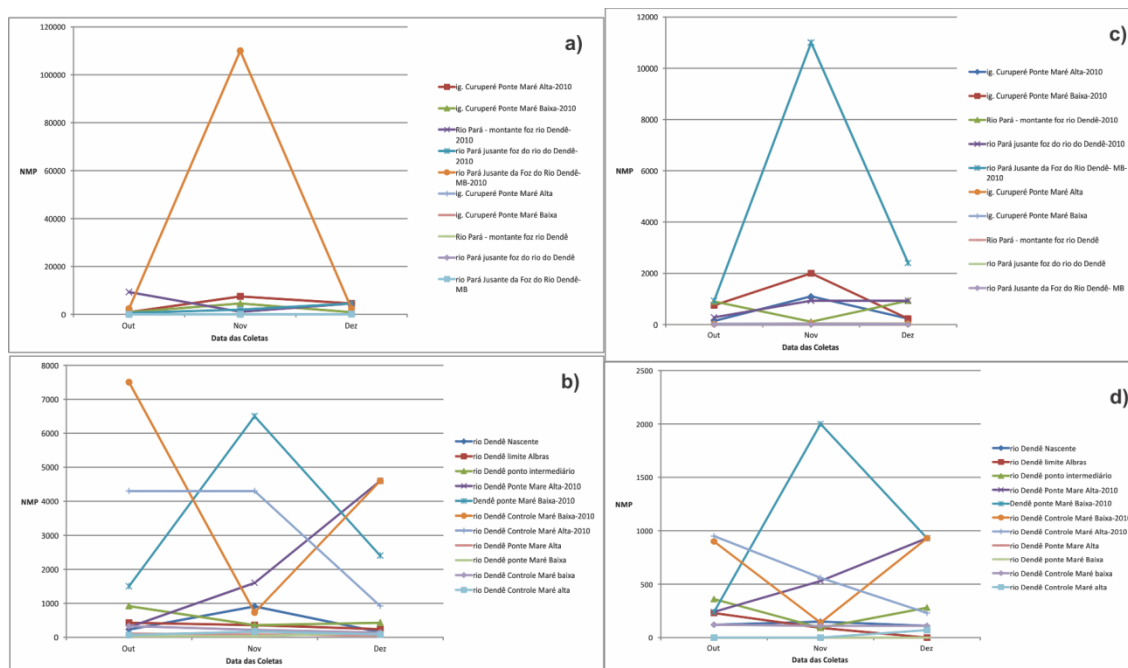 a)
120000
100000
80000
60000
40000
20000
0
NMP
Out
Nov
Dez
Data das Coletas
ig. Curuperé Ponte Maré Alta-2010
ig. Curuperé Ponte Maré Baixa-2010
Rio Pará - montante foz rio Dendê-
2010
rio Pará jusante foz do rio do Dendê-
2010
rio Pará Jusante da Foz do Rio Dendê-
MB-2010
ig. Curuperé Ponte Maré Alta
ig. Curuperé Ponte Maré Baixa
Rio Pará - montante foz rio Dendê
rio Pará jusante foz do rio do Dendê
rio Pará Jusante da Foz do Rio Dendê-
MB
c)
12000
10000
8000
6000
4000
2000
0
NMP
Out
Nov
Dez
Data das Coletas
ig. Curuperé Ponte Maré Alta-2010
ig. Curuperé Ponte Maré Baixa-2010
Rio Pará - montante foz rio Dendê-2010
rio Pará jusante foz do rio do Dendê-2010
rio Pará Jusante da Foz do Rio Dendê- MB-
2010
ig. Curuperé Ponte Maré Alta
ig. Curuperé Ponte Maré Baixa
Rio Pará - montante foz rio Dendê
rio Pará jusante foz do rio do Dendê
rio Pará Jusante da Foz do Rio Dendê- MB
b)
8000
7000
6000
5000
4000
3000
2000
1000
0
NMP
Out
Nov
Dez
Data das Coletas
rio Dendê Nascente
rio Dendê limite Albras
rio Dendê ponto intermediário
rio Dendê Ponte Mare Alta-2010
Dendê ponte Maré Baixa-2010
rio Dendê Controle Maré Baixa-2010
rio Dendê Controle Maré Alta-2010
rio Dendê Ponte Mare Alta
rio Dendê ponte Maré Baixa
rio Dendê Controle Maré baixa
rio Dendê Controle Maré alta
d)
2500
2000
1500
1000
500
0
NMP
Out
Nov
Dez
Data das Coletas
rio Dendê Nascente
rio Dendê limite Albras
rio Dendê ponto intermediário
rio Dendê Ponte Mare Alta-2010
Dendê ponte Maré Baixa-2010
rio Dendê Controle Maré Baixa-2010
rio Dendê Controle Maré Alta-2010
rio Dendê Ponte Mare Alta
rio Dendê ponte Maré Baixa
rio Dendê Controle Maré baixa
rio Dendê Controle Maré alta